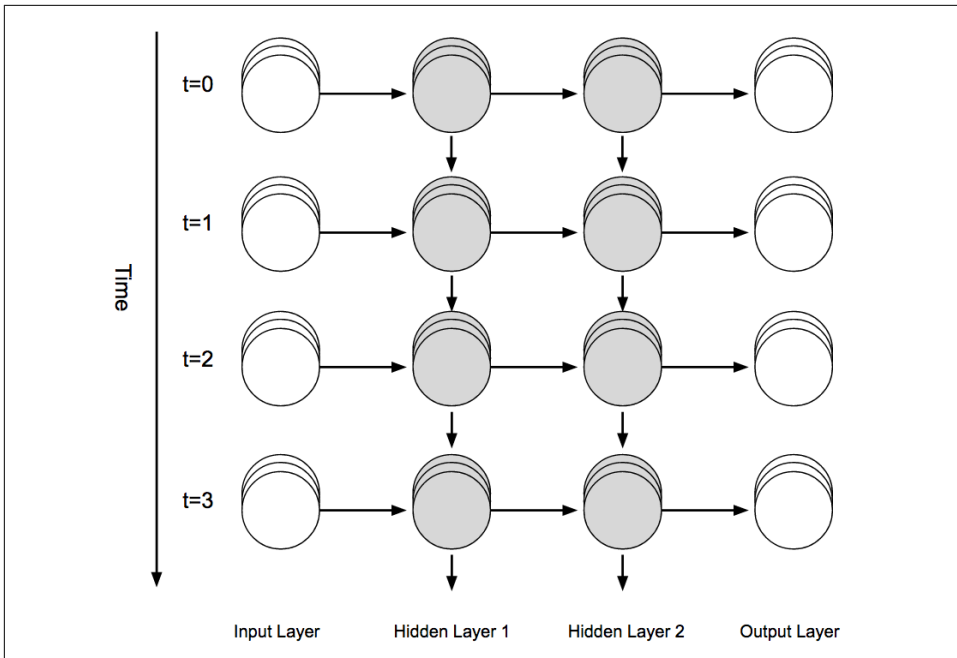 t=0
t=1
Time
t=2
t=3
Input Layer
Hidden Layer 1
Hidden Layer 2
Output Layer